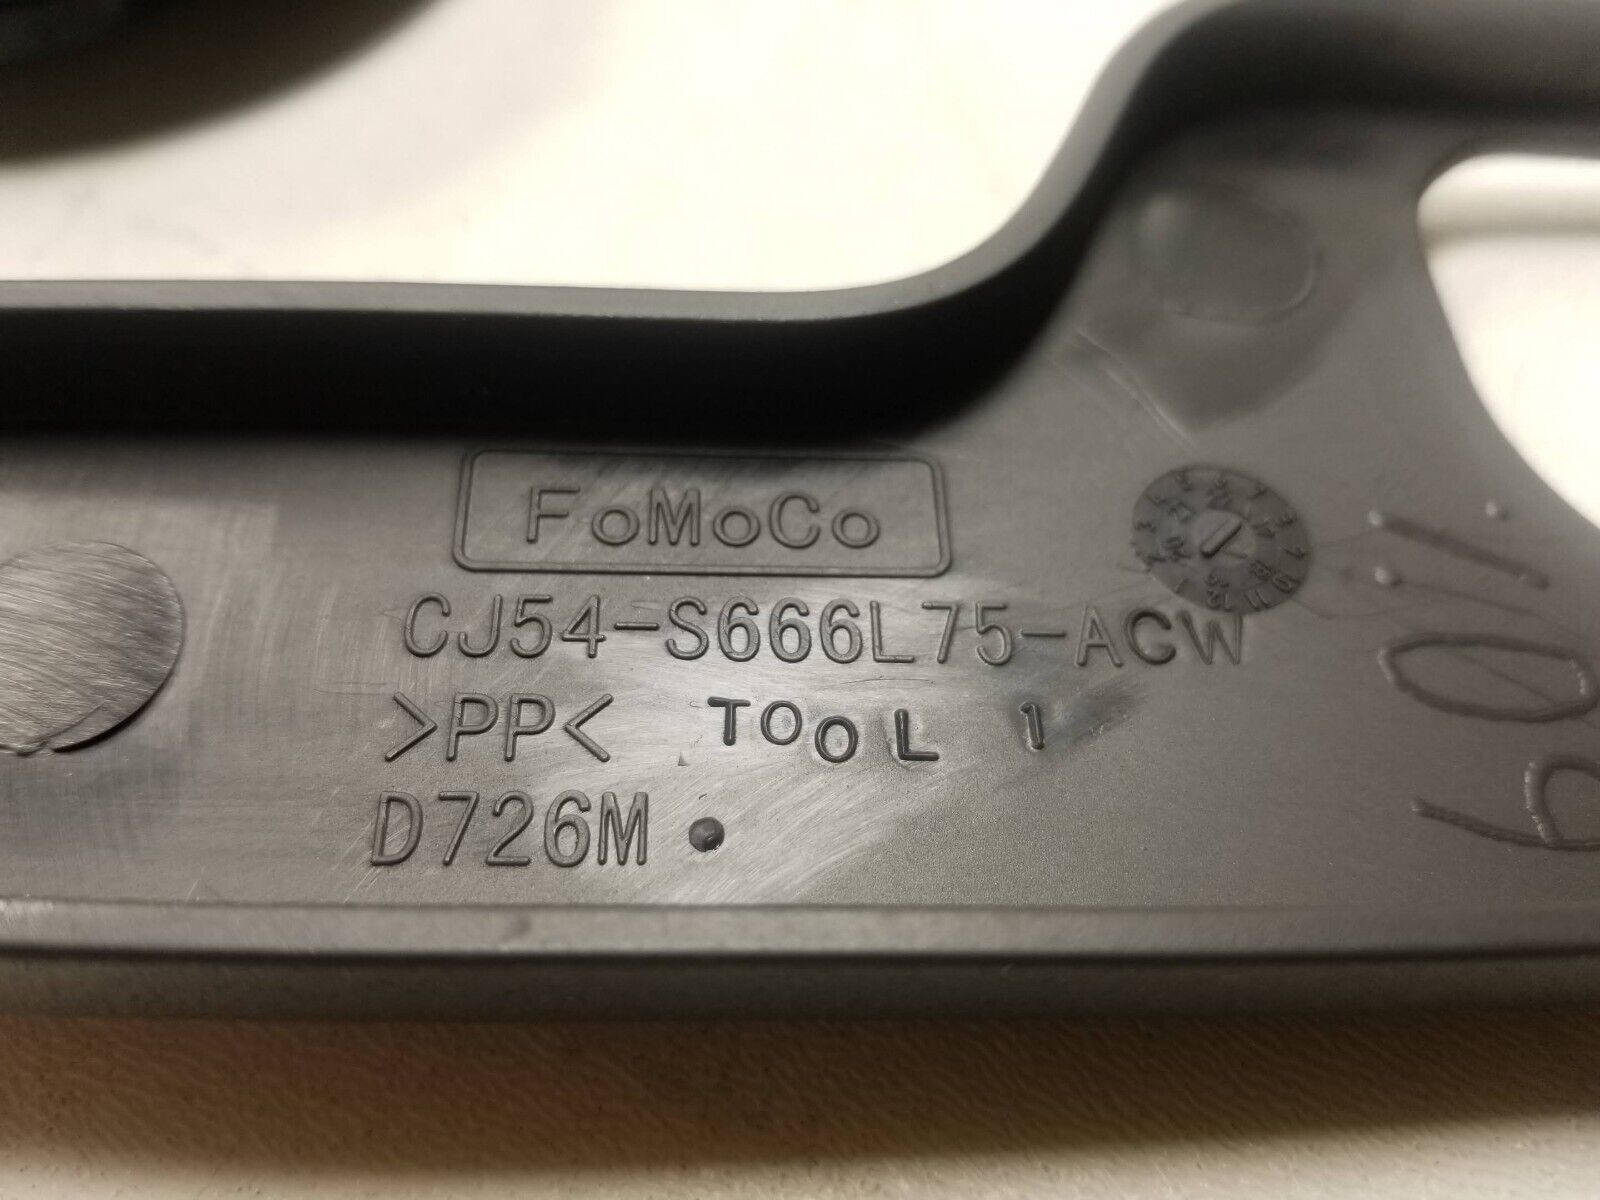 FoMoCo
CJ54-S666L75-ACW
>PP< TOOL 1
D726M